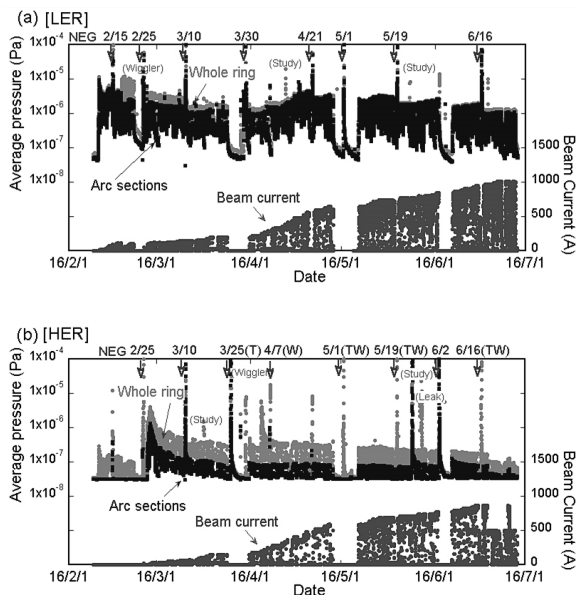 (a) [LER]
NEG 2/15 2/25 3/10 3/30 4/21 5/1 5/19 6/16
1x10-4
1x10-5
1x10-6
1x10-7
1x10-8
Average pressure (Pa)
(Wiggler)
Whole ring
(Study)
(Study)
Arc sections
Beam current
1500
1000
500
0
Beam Current (A)
16/2/1 16/3/1 16/4/1 16/5/1 16/6/1 16/7/1
Date
(b) [HER]
NEG 2/25 3/10 3/25(T) 4/7(W) 5/1(TW) 5/19(TW) 6/2 6/16(TW)
1x10-4
1x10-5
1x10-6
1x10-7
1x10-8
Average pressure (Pa)
(Wiggler)
Whole ring
(Study)
(Study)
(Leak)
Arc sections
Beam current
1500
1000
500
0
Beam Current (A)
16/2/1 16/3/1 16/4/1 16/5/1 16/6/1 16/7/1
Date